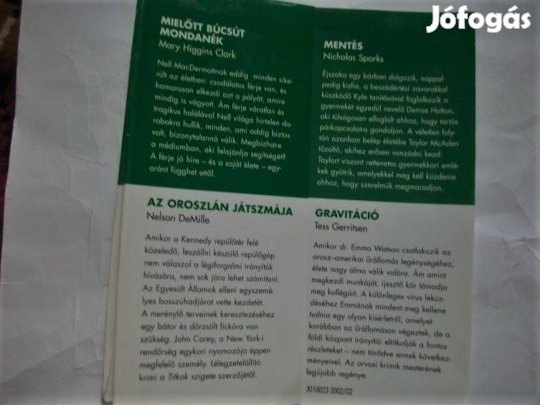 Jófogás
MIELŐTT BÚCSÚT
MONDANÉK
Mary Higgins Clark
Nell MacDermottnak eddig minden sike-
rült az életben: csodálatos férje van, és
hamarosan elkezdi azt a pályát, amire
mindig is vágyott. Ám férje váratlan és
tragikus halálával Nell világa hirtelen da-
rabokra hullik, minden, ami addig biztos
volt, bizonytalanná válik. Megbízhat-e
a médiumban, aki felajánlja segítségét?
A férje jó híre – és a saját élete – egy-
aránt függhet ettől.
MENTÉS
Nicholas Sparks
Éjszaka egy bárban dolgozik, nappal
pedig kisfia, a beszédértési zavarokkal
küszködő Kyle tanításával foglalkozik a
gyermekét egyedül nevelő Denise Holton,
aki túlságosan elfoglalt ahhoz, hogy tartós
párkapcsolatra gondoljon. A véletlen foly-
tán azonban belép életébe Taylor McAden
tűzoltó, akihez erősen vonzódni kezd.
Taylort viszont rettenetes gyermekkori emlé-
kek gyötrik, amelyekkel meg kell küzdenie
ahhoz, hogy szerelmük megmaradjon.
AZ OROSZLÁN JÁTSZMÁJA
Nelson DeMille
Amikor a Kennedy repülőtér felé
közeledő, leszállni készülő repülőgép
nem válaszol a légiforgalmi irányítók
hívására, nem sok jóra lehet számítani.
Az Egyesült Államok elleni egyszemé-
lyes bosszúhadjárat vette kezdetét.
A merénylő terveinek keresztezéséhez
egy bátor és dörzsölt fickóra van
szükség. John Corey, a New York-i
rendőrség egykori nyomozója éppen
megfelelő személy. Lélegzetelállító
krimi a Titkok szigete szerzőjétől.
GRAVITÁCIÓ
Tess Gerritsen
Amikor dr. Emma Watson csatlakozik az
orosz–amerikai űrállomás legénységéhez,
élete nagy álma válik valóra. Ám amint
megkezdi munkáját, ijesztő kór támadja
meg kollégáit. A különleges vírus leküz-
déséhez Emmának mindent meg kellene
tudnia egy olyan kísérletről, amelyet
korábban az űrállomáson végeztek, de a
földi központ irányítói eltitkolják a fontos
részleteket – nem törődve ennek következ-
ményeivel. Az orvosi krimik mesterének
legújabb regénye.
3010023 2002/02